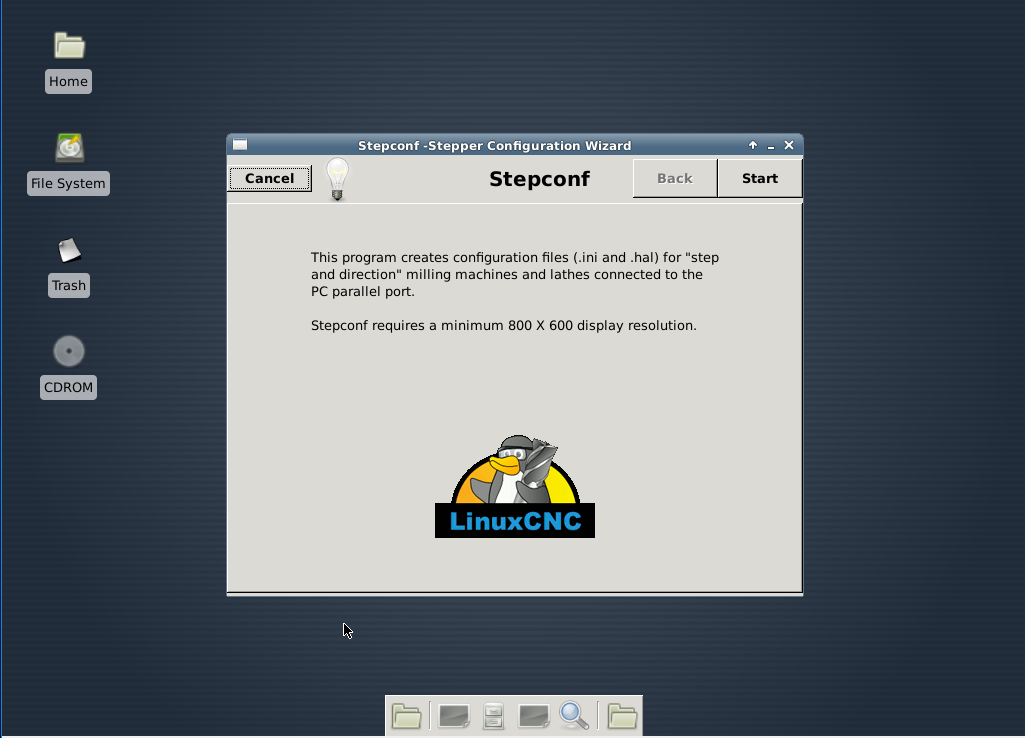 Home
File System
Trash
CDROM
Stepconf -Stepper Configuration Wizard
Cancel
Stepconf
Back
Start
This program creates configuration files (.ini and .hal) for "step
and direction" milling machines and lathes connected to the
PC parallel port.
Stepconf requires a minimum 800 X 600 display resolution.
LinuxCNC